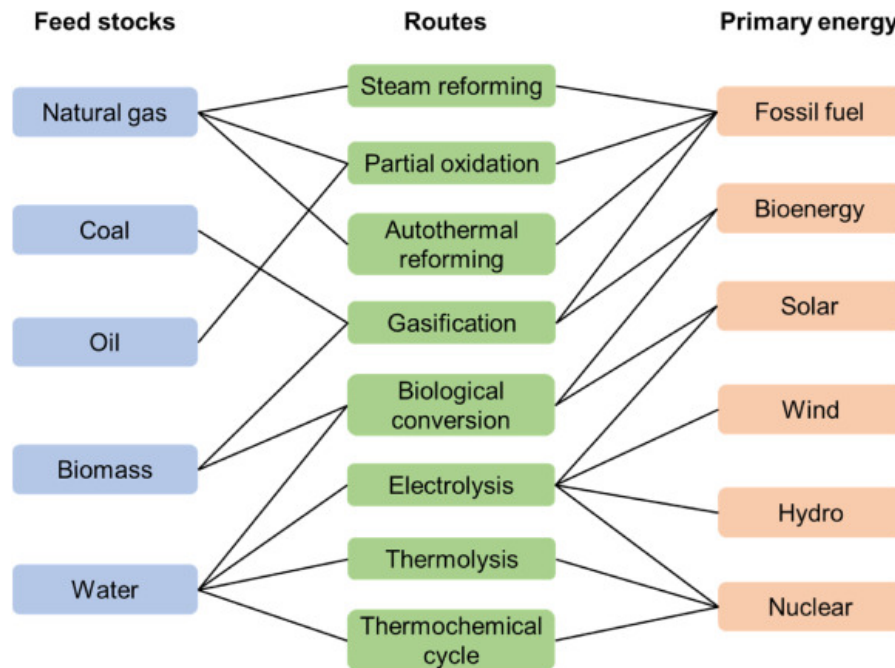 Feed stocks
Routes
Primary energy
Natural gas
Coal
Oil
Biomass
Water
Steam reforming
Partial oxidation
Autothermal
reforming
Gasification
Biological
conversion
Electrolysis
Thermolysis
Thermochemical
cycle
Fossil fuel
Bioenergy
Solar
Wind
Hydro
Nuclear